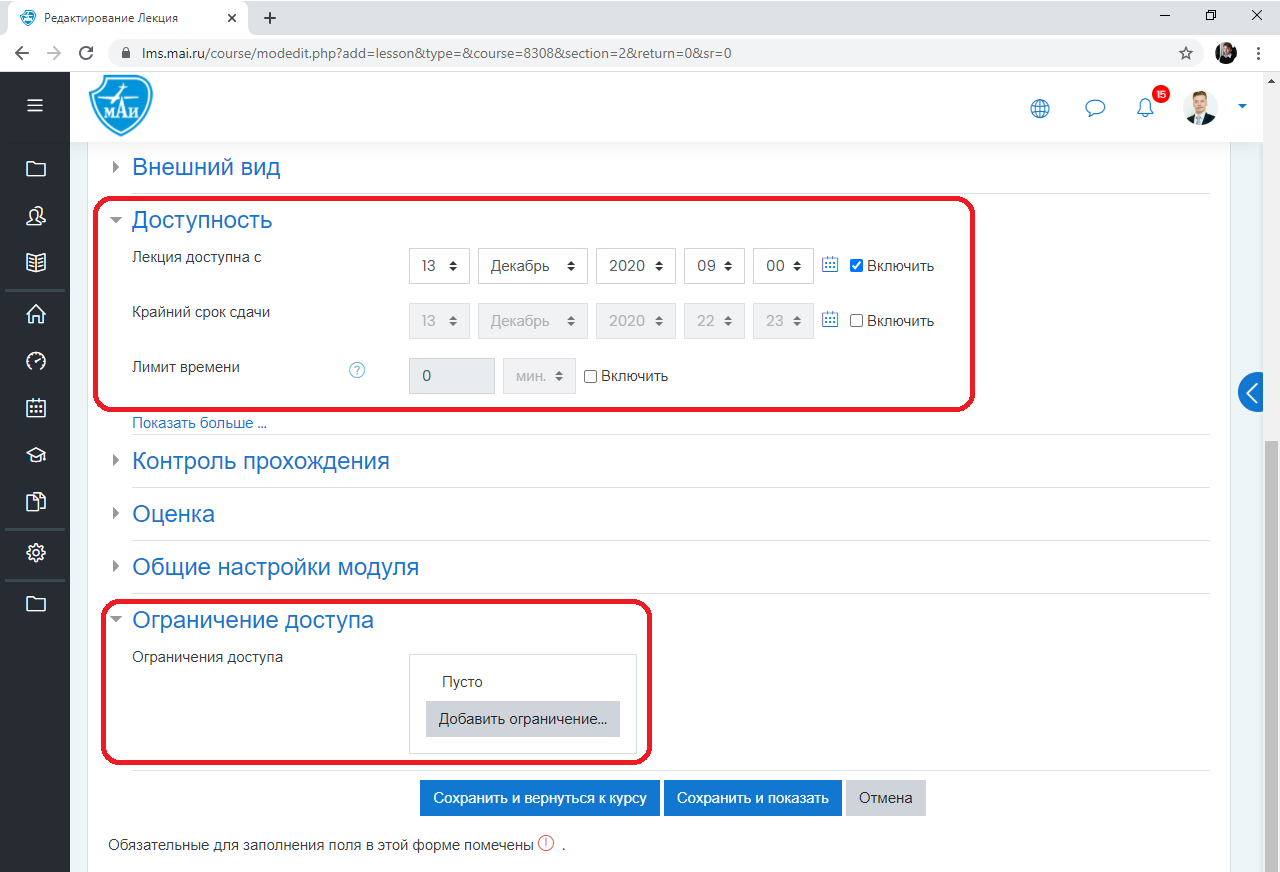 Редактирование Лекция
lms.mai.ru/course/modedit.php?add=lesson&type=&course=8308&section=2&return=0&sr=0
МАИ
15
Внешний вид
Доступность
Лекция доступна с 13 Декабрь 2020 09 00 Включить
Крайний срок сдачи 13 Декабрь 2020 22 23 Включить
Лимит времени ? 0 мин. Включить
Показать больше ...
Контроль прохождения
Оценка
Общие настройки модуля
Ограничение доступа
Ограничения доступа
Пусто
Добавить ограничение...
Сохранить и вернуться к курсу Сохранить и показать Отмена
Обязательные для заполнения поля в этой форме помечены ! .